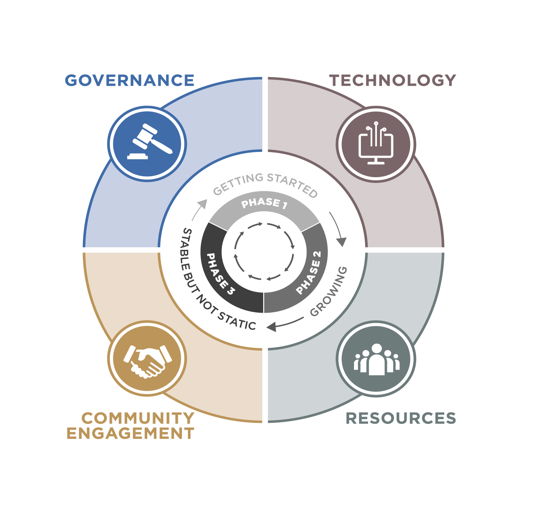 GOVERNANCE
TECHNOLOGY
GETTING STARTED
PHASE 1
PHASE 2
GROWING
PHASE 3
STABLE BUT NOT STATIC
COMMUNITY
ENGAGEMENT
RESOURCES